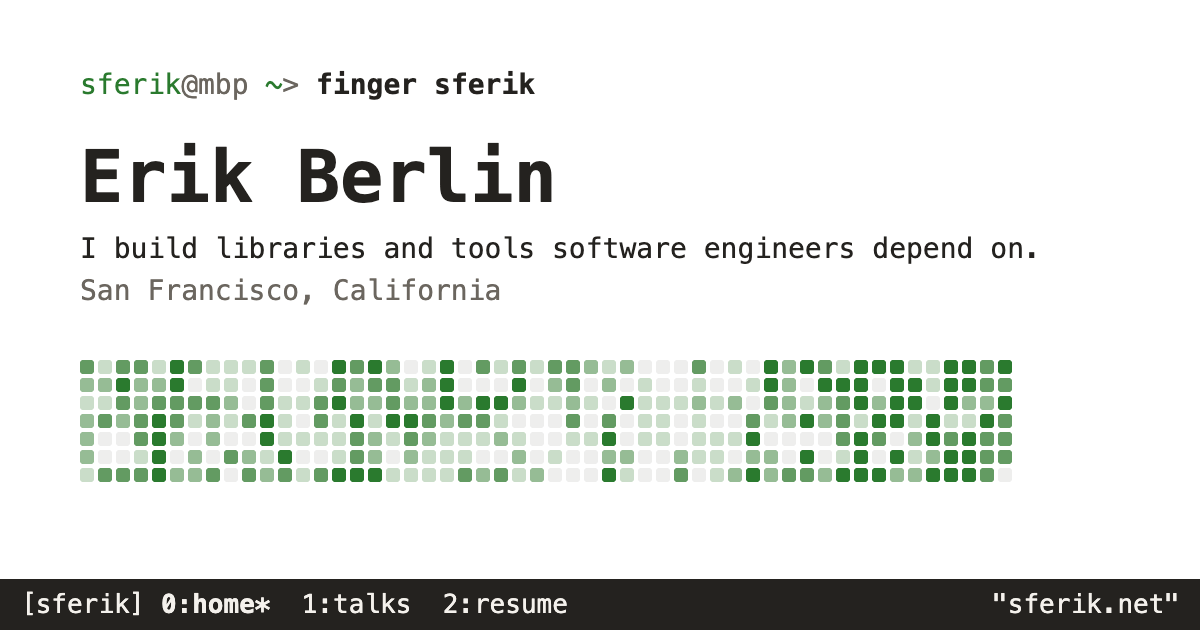 sferik@mbp ~> finger sferik
Erik Berlin
I build libraries and tools software engineers depend on.
San Francisco, California
[sferik] 0:home* 1:talks 2:resume "sferik.net"